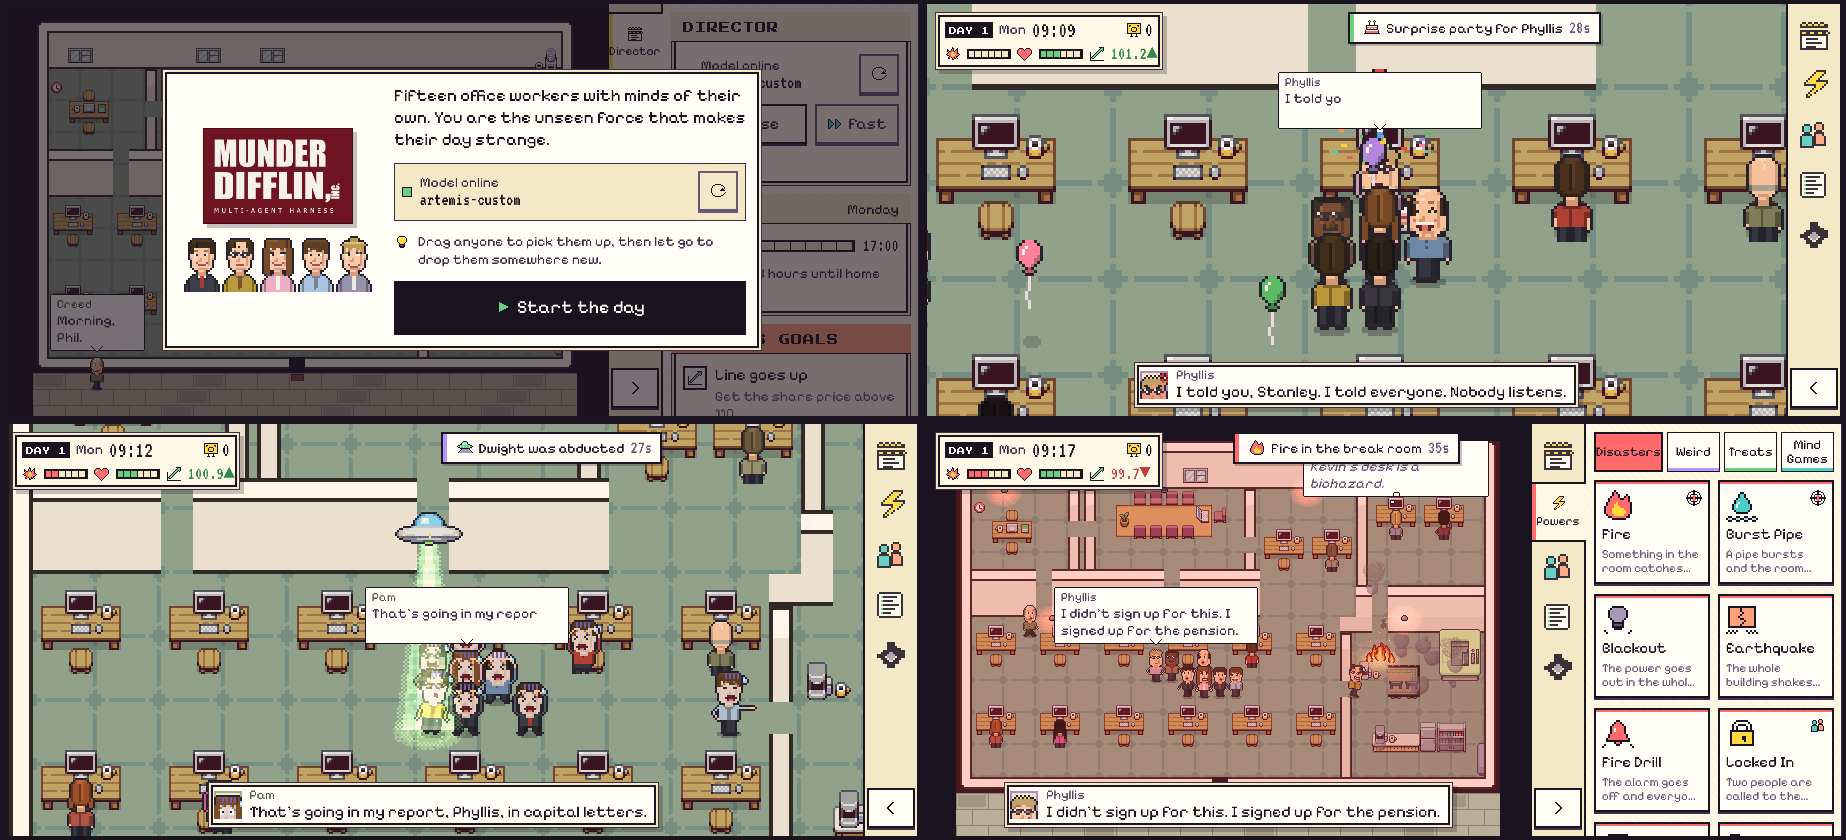 Director
DIRECTOR
Model online
Fast
Monday
17:00
hours until home
GOALS
Line goes up
Get the share price above
110
Creed
Morning,
Phil.
MUNDER
DIFFLIN, INC.
MULTI-AGENT HARNESS
Fifteen office workers with minds of their
own. You are the unseen force that makes
their day strange.
Model online
artemis-custom
Drag anyone to pick them up, then let go to
drop them somewhere new.
Start the day
DAY 1 Mon 09:09 0
101.2
Surprise party for Phyllis 28s
Phyllis
I told yo
Phyllis
I told you, Stanley. I told everyone. Nobody listens.
DAY 1 Mon 09:12 0
100.9
Dwight was abducted 27s
Pam
That's going in my repor
Pam
That's going in my report, Phyllis, in capital letters.
DAY 1 Mon 09:17 0
99.7
Fire in the break room 35s
Kevin's desk is a
biohazard.
Phyllis
I didn't sign up for this. I
signed up for the pension.
Phyllis
I didn't sign up for this. I signed up for the pension.
Powers
Disasters
Weird
Treats
Mind
Games
Fire
Something in the
room catches...
Burst Pipe
A pipe bursts
and the room...
Blackout
The power goes
out in the whol...
Earthquake
The whole
building shakes...
Fire Drill
The alarm goes
off and everyo...
Locked In
Two people are
called to the...